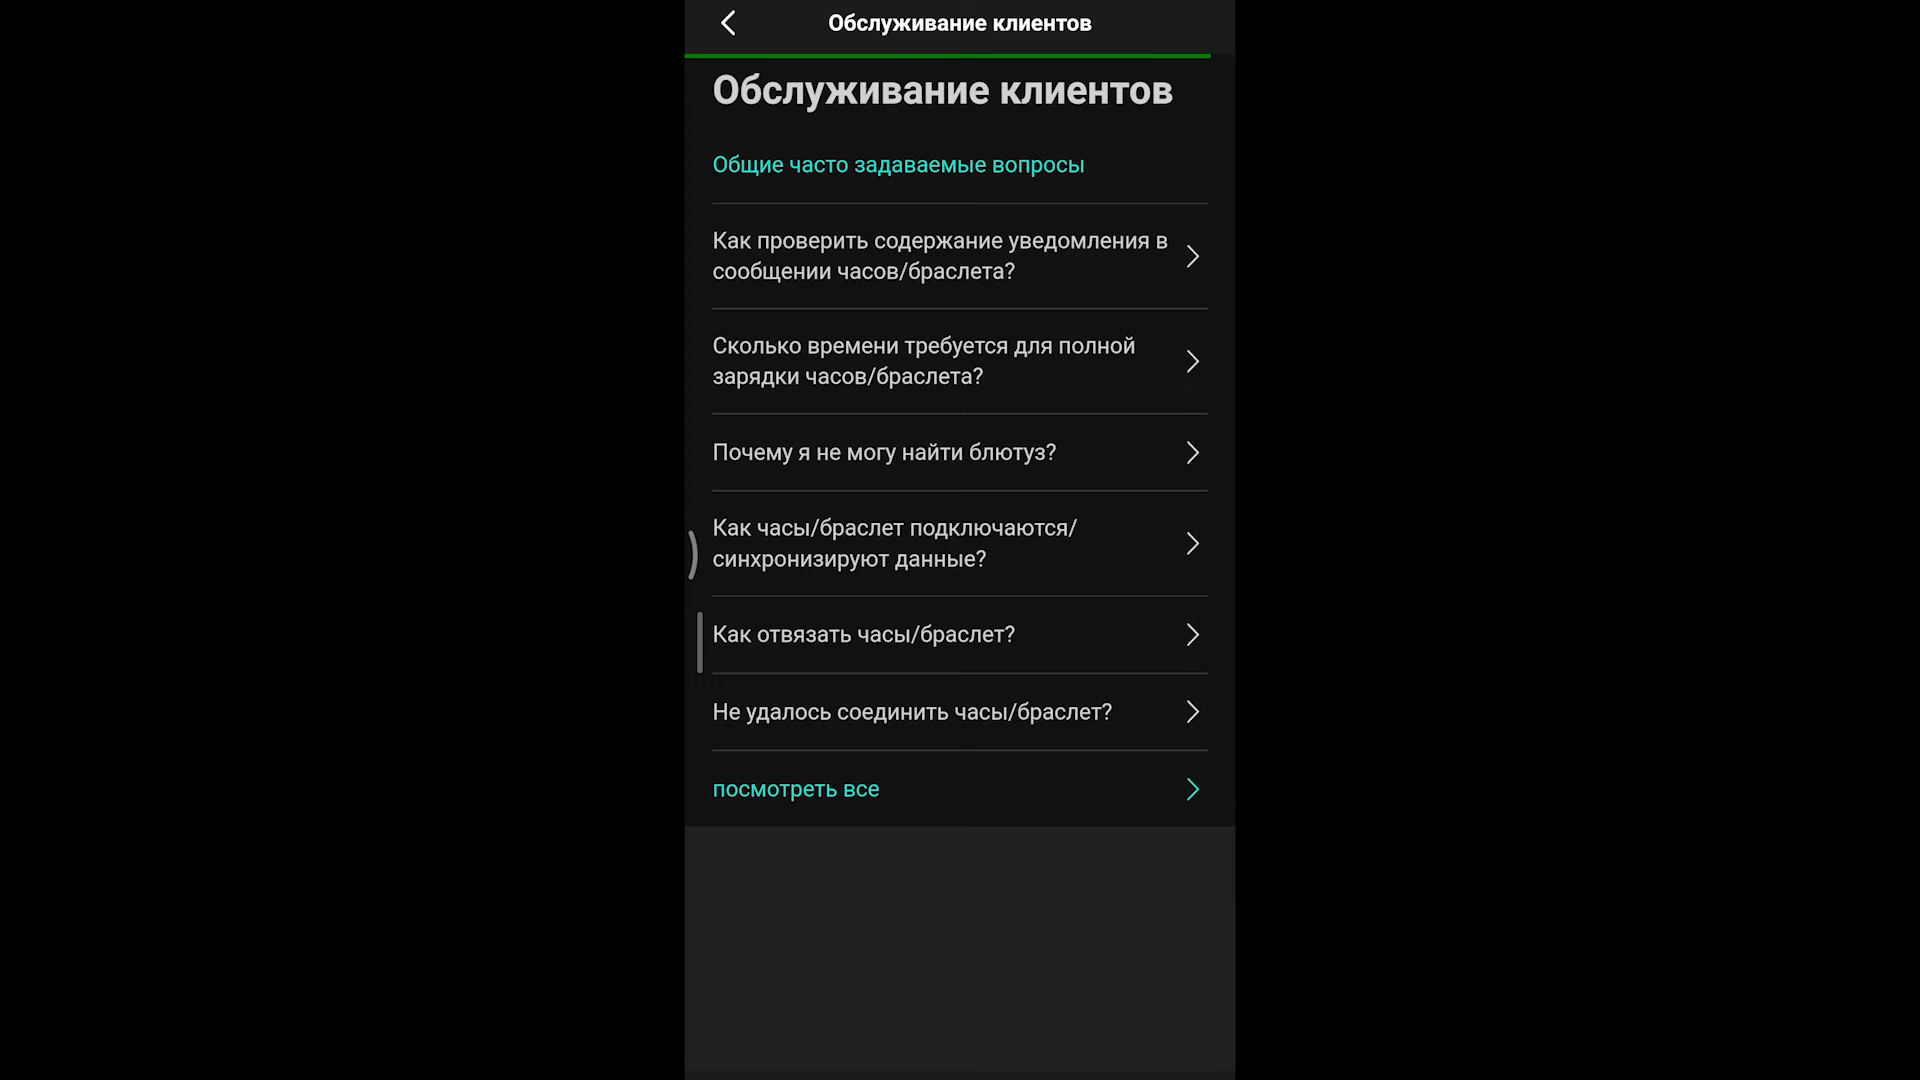 Обслуживание клиентов
Обслуживание клиентов
Общие часто задаваемые вопросы
Как проверить содержание уведомления в
сообщении часов/браслета?
Сколько времени требуется для полной
зарядки часов/браслета?
Почему я не могу найти блютуз?
Как часы/браслет подключаются/
синхронизируют данные?
Как отвязать часы/браслет?
Не удалось соединить часы/браслет?
посмотреть все